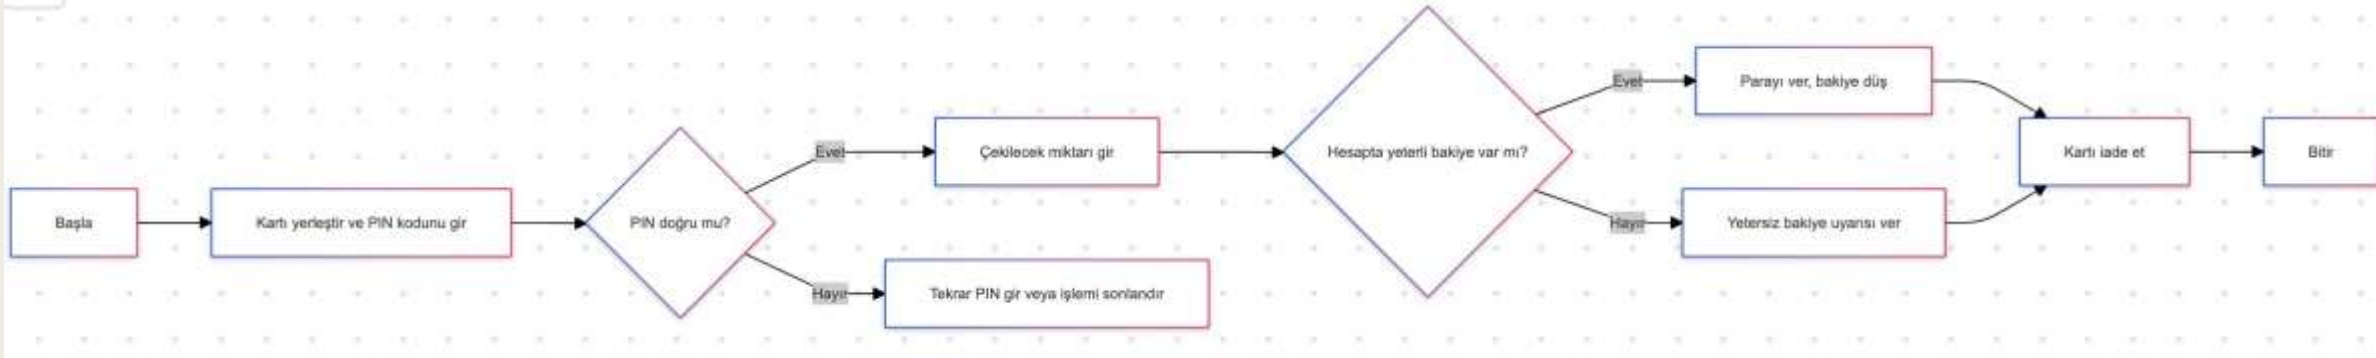 Başla
Kartı yerleştir ve PIN kodunu gir
PIN doğru mu?
Evet
Çekilecek miktarı gir
Hayır
Tekrar PIN gir veya işlemi sonlandır
Hesapta yeterli bakiye var mı?
Evet
Parayı ver, bakiye düş
Hayır
Yetersiz bakiye uyarısı ver
Kartı iade et
Bitir